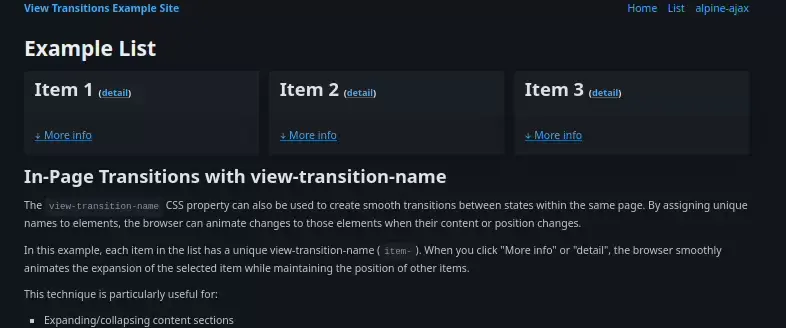 View Transitions Example Site Home List alpine-ajax
Example List
Item 1 (detail) Item 2 (detail) Item 3 (detail)
↓ More info ↓ More info ↓ More info
In-Page Transitions with view-transition-name
The view-transition-name CSS property can also be used to create smooth transitions between states within the same page. By assigning unique
names to elements, the browser can animate changes to those elements when their content or position changes.
In this example, each item in the list has a unique view-transition-name ( item- ). When you click "More info" or "detail", the browser smoothly
animates the expansion of the selected item while maintaining the position of other items.
This technique is particularly useful for:
▪ Expanding/collapsing content sections